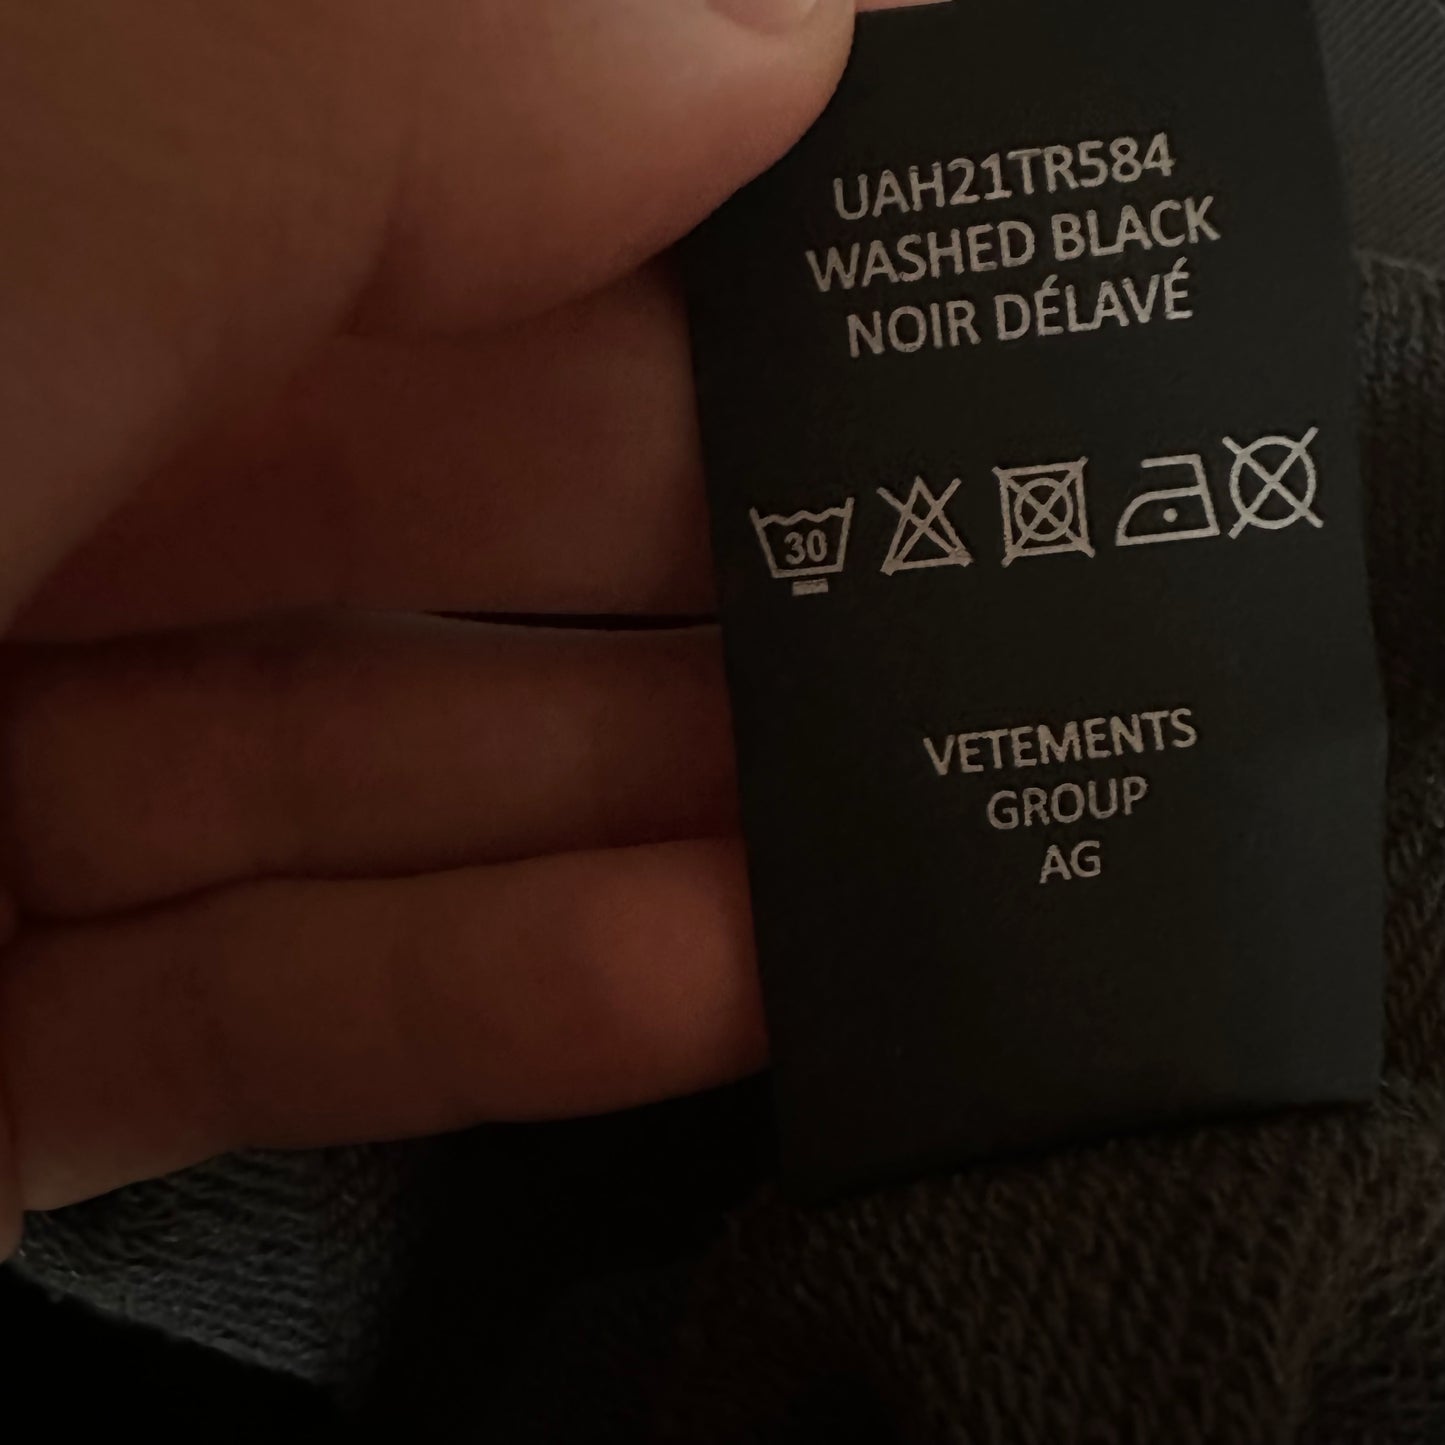 UAH21TR584
WASHED BLACK
NOIR DÉLAVÉ
30
VETEMENTS
GROUP
AG